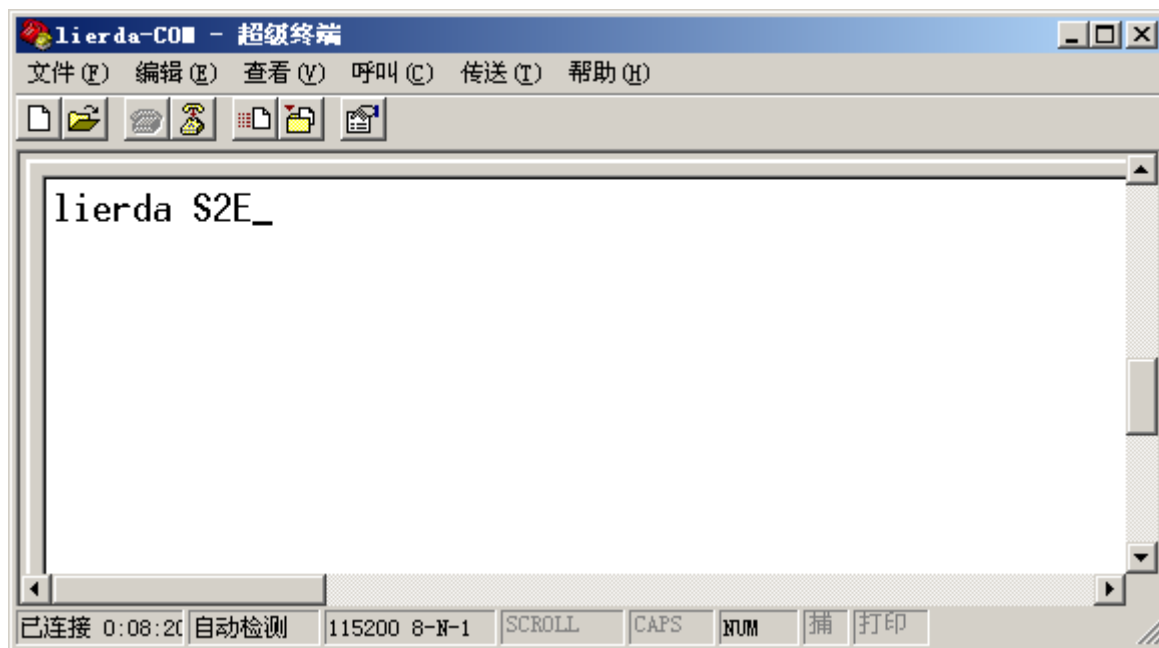 lierda-COM - 超级终端
文件(F) 编辑(E) 查看(V) 呼叫(C) 传送(T) 帮助(H)
lierda S2E_
已连接 0:08:20 自动检测 115200 8-N-1 SCROLL CAPS NUM 捕 打印